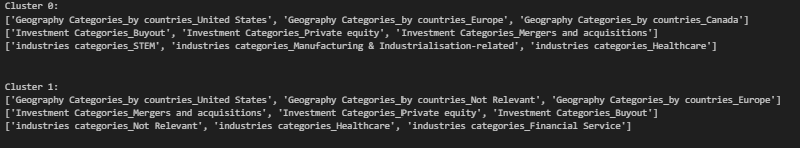 Cluster 0:
['Geography Categories_by countries_United States', 'Geography Categories_by countries_Europe', 'Geography Categories_by countries_Canada']
['Investment Categories_Buyout', 'Investment Categories_Private equity', 'Investment Categories_Mergers and acquisitions']
['industries categories_STEM', 'industries categories_Manufacturing & Industrialisation-related', 'industries categories_Healthcare']
Cluster 1:
['Geography Categories_by countries_United States', 'Geography Categories_by countries_Not Relevant', 'Geography Categories_by countries_Europe']
['Investment Categories_Mergers and acquisitions', 'Investment Categories_Private equity', 'Investment Categories_Buyout']
['industries categories_Not Relevant', 'industries categories_Healthcare', 'industries categories_Financial Service']